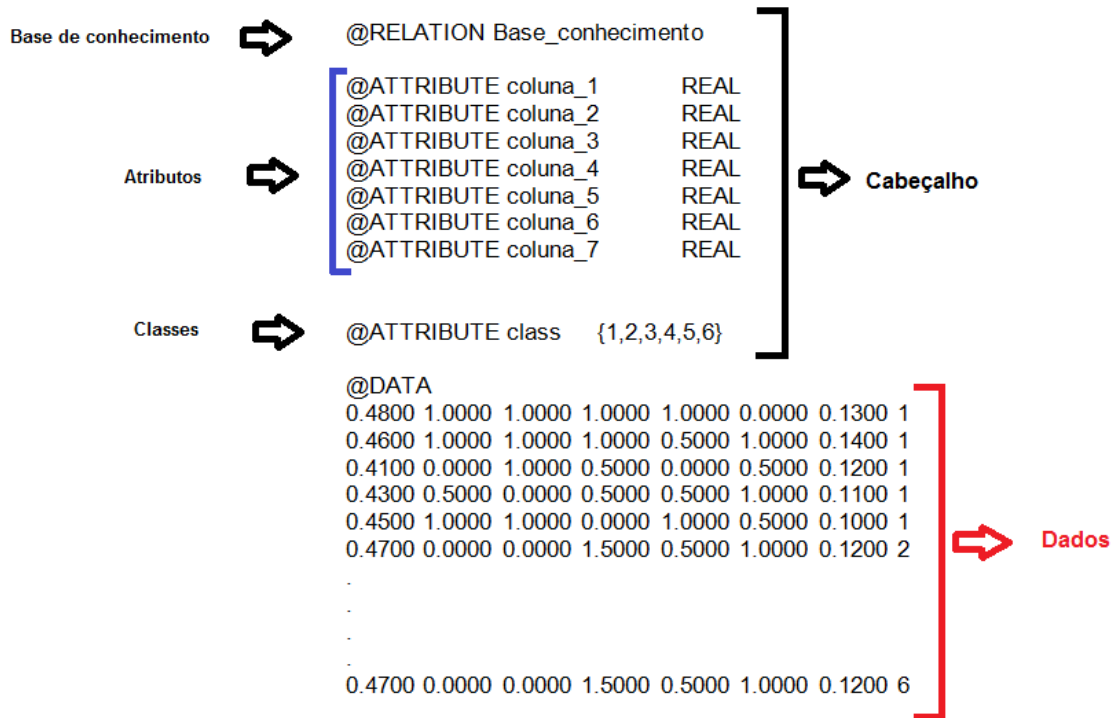 Base de conhecimento
@RELATION Base_conhecimento
Atributos
@ATTRIBUTE coluna_1 REAL
@ATTRIBUTE coluna_2 REAL
@ATTRIBUTE coluna_3 REAL
@ATTRIBUTE coluna_4 REAL
@ATTRIBUTE coluna_5 REAL
@ATTRIBUTE coluna_6 REAL
@ATTRIBUTE coluna_7 REAL
Cabeçalho
Classes
@ATTRIBUTE class {1,2,3,4,5,6}
@DATA
0.4800 1.0000 1.0000 1.0000 1.0000 0.0000 0.1300 1
0.4600 1.0000 1.0000 1.0000 0.5000 1.0000 0.1400 1
0.4100 0.0000 1.0000 0.5000 0.0000 0.5000 0.1200 1
0.4300 0.5000 0.0000 0.5000 0.5000 1.0000 0.1100 1
0.4500 1.0000 1.0000 0.0000 1.0000 0.5000 0.1000 1
0.4700 0.0000 0.0000 1.5000 0.5000 1.0000 0.1200 2
.
.
.
.
0.4700 0.0000 0.0000 1.5000 0.5000 1.0000 0.1200 6
Dados